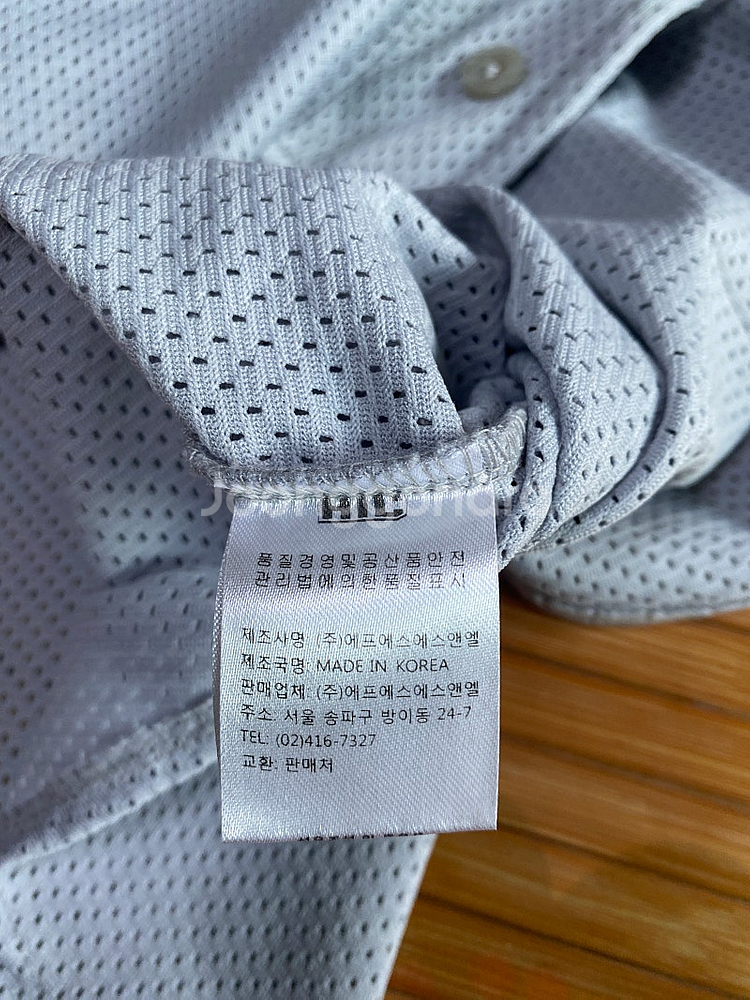 품질경영및공산품안전
관리법에의한품질표시
제조사명: (주)에프에스에스앤엘
제조국명: MADE IN KOREA
판매업체: (주)에프에스에스앤엘
주소: 서울 송파구 방이동 24-7
TEL: (02)416-7327
교환: 판매처